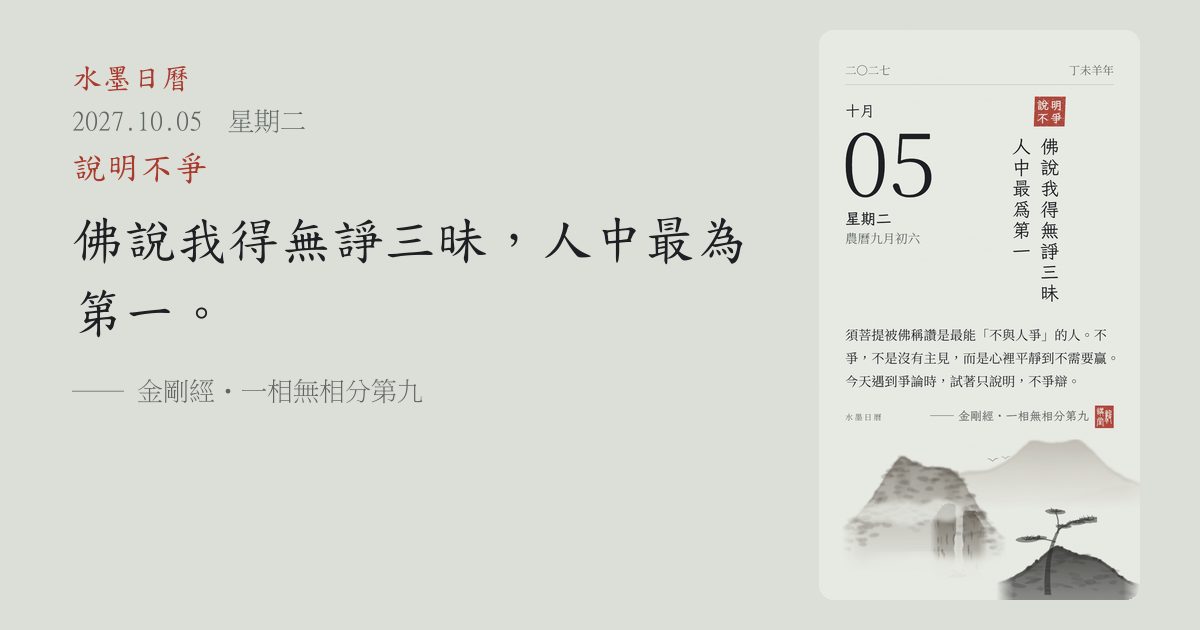 水墨日曆
2027.10.05 星期二
說明不爭
佛說我得無諍三昧，人中最為
第一。
—— 金剛經・一相無相分第九
二〇二七
丁未羊年
十月
05
星期二
農曆九月初六
說明
不爭
佛說我得無諍三昧
人中最為第一
須菩提被佛稱讚是最能「不與人爭」的人。不
爭，不是沒有主見，而是心裡平靜到不需要贏。
今天遇到爭論時，試著只說明，不爭辯。
水墨日曆
—— 金剛經・一相無相分第九